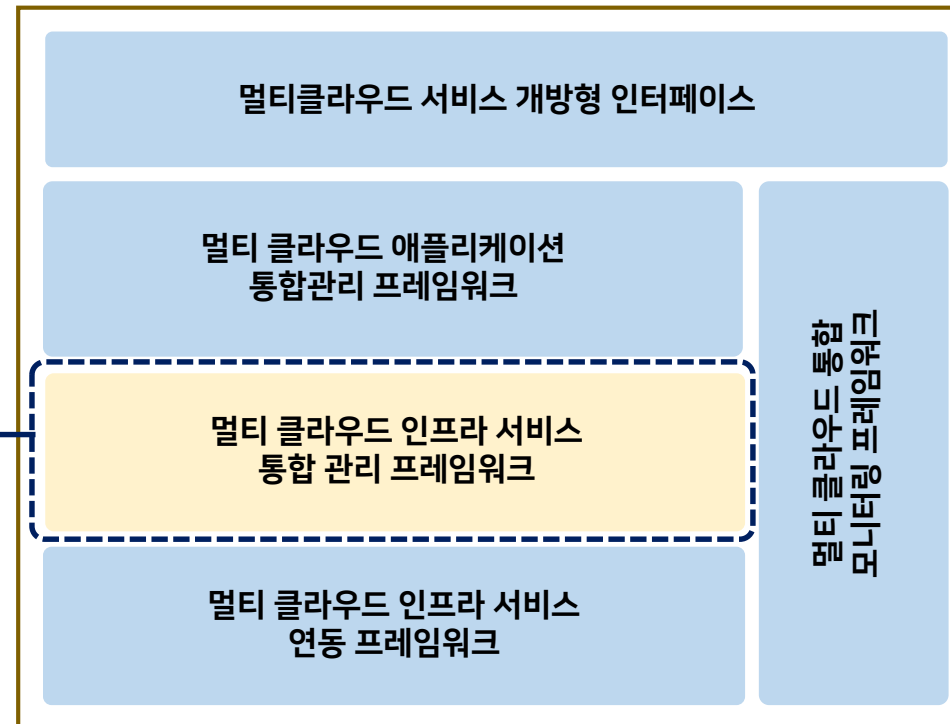 멀티클라우드 서비스 개방형 인터페이스
멀티 클라우드 애플리케이션
통합관리 프레임워크
멀티 클라우드 인프라 서비스
통합 관리 프레임워크
멀티 클라우드 인프라 서비스
연동 프레임워크
멀티 클라우드 통합
모니터링 프레임워크